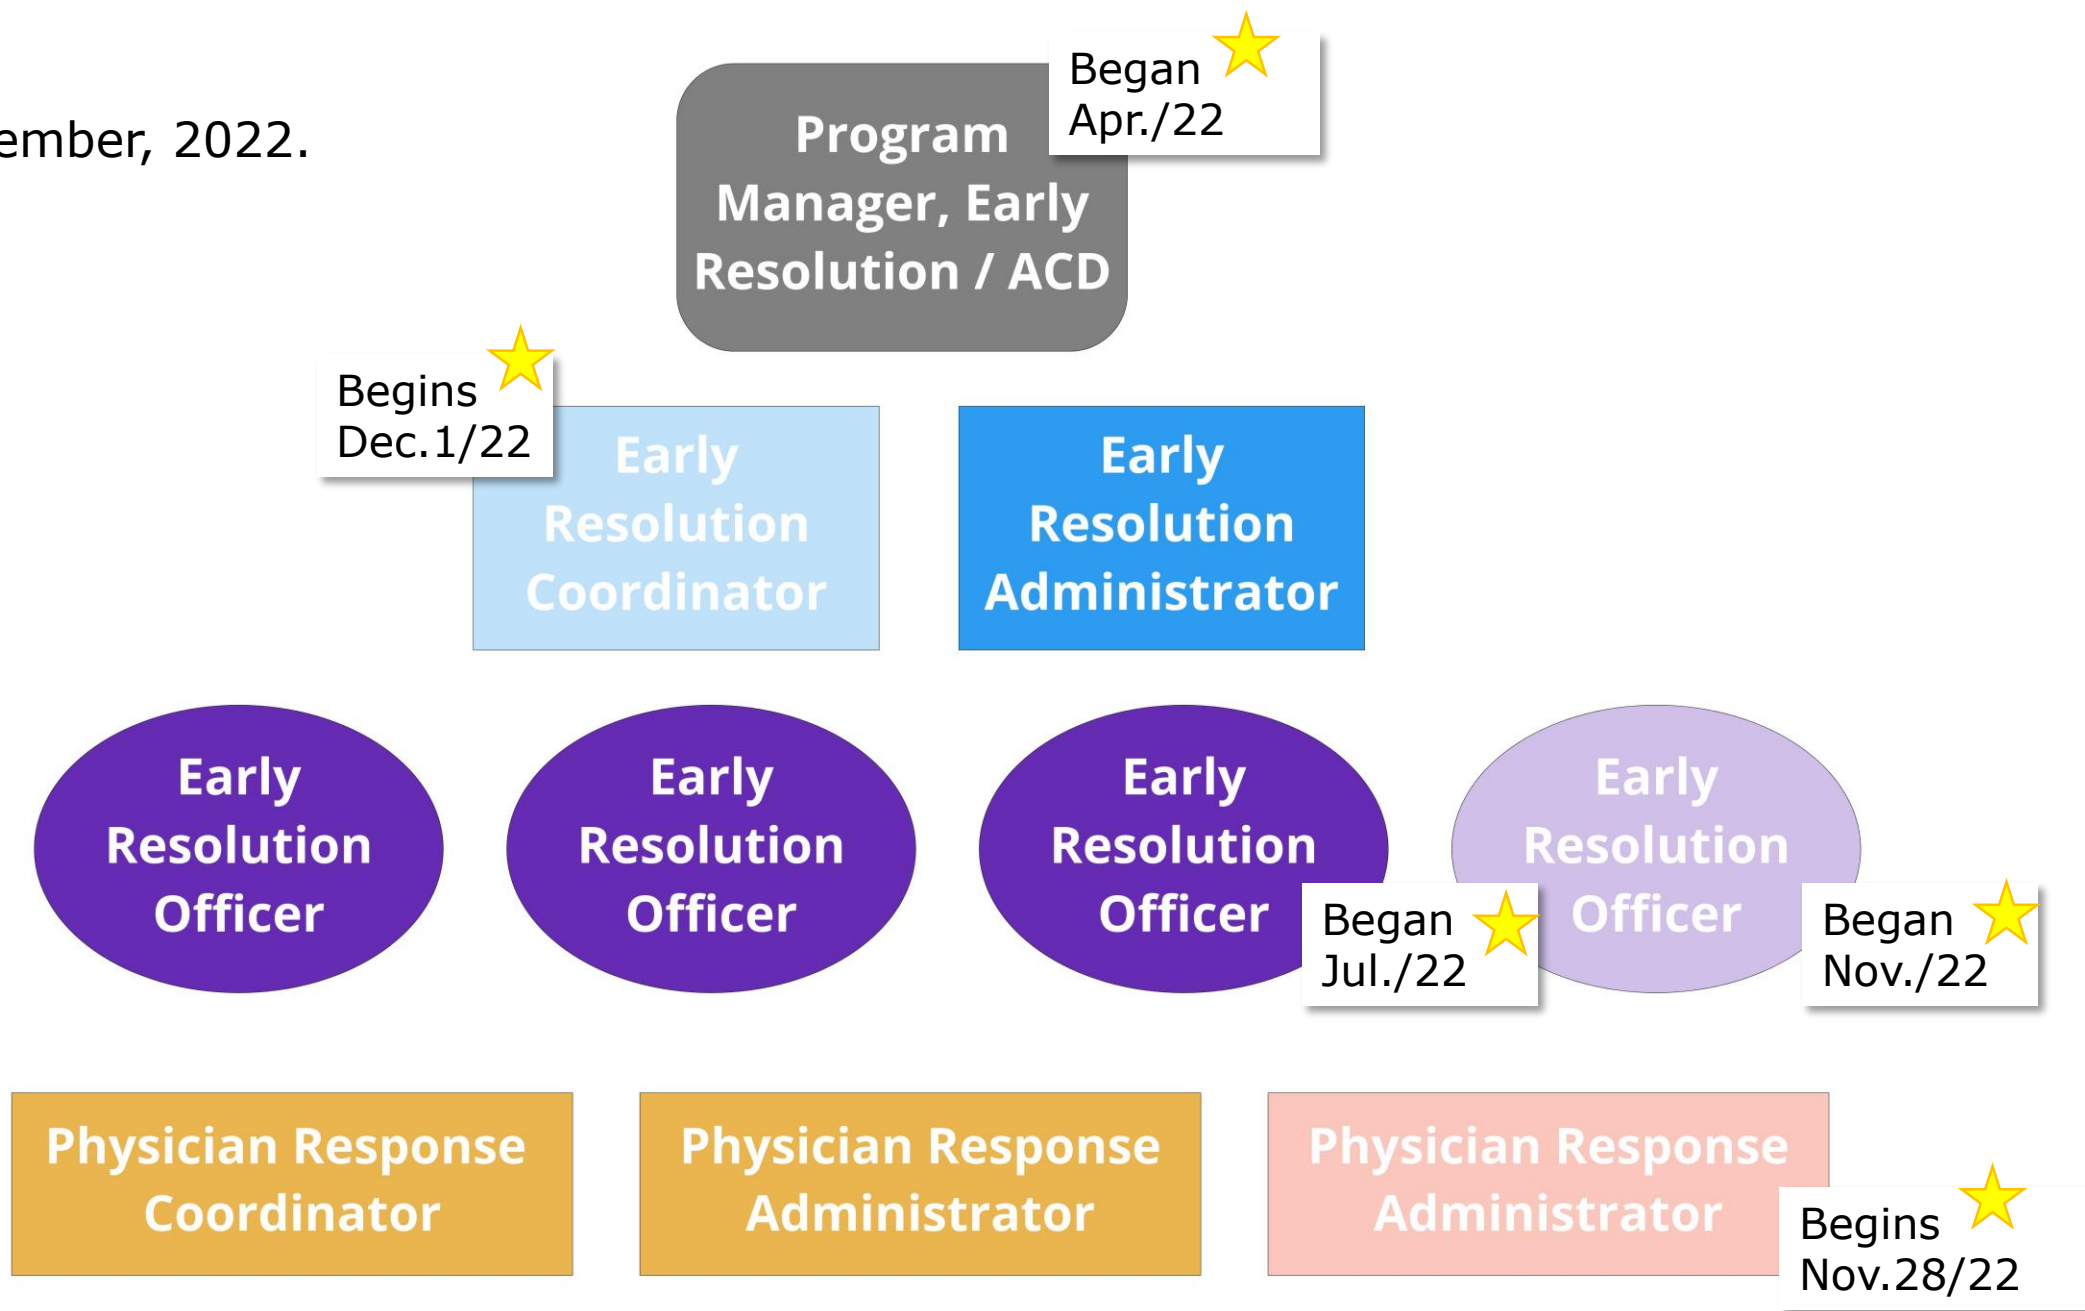 ember, 2022.
Began
Apr./22
Program
Manager, Early
Resolution / ACD
Begins
Dec.1/22
Early
Resolution
Coordinator
Early
Resolution
Administrator
Early
Resolution
Officer
Early
Resolution
Officer
Early
Resolution
Officer
Began
Jul./22
Early
Resolution
Officer
Began
Nov./22
Physician Response
Coordinator
Physician Response
Administrator
Physician Response
Administrator
Begins
Nov.28/22